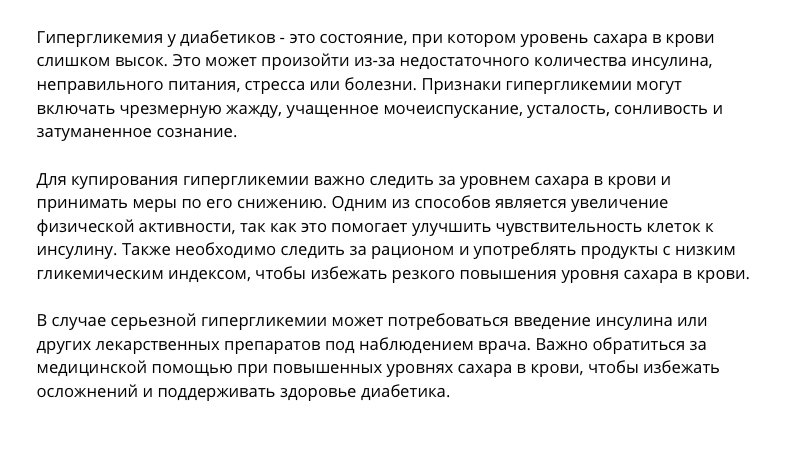 Гипергликемия у диабетиков - это состояние, при котором уровень сахара в крови
слишком высок. Это может произойти из-за недостаточного количества инсулина,
неправильного питания, стресса или болезни. Признаки гипергликемии могут
включать чрезмерную жажду, учащенное мочеиспускание, усталость, сонливость и
затуманенное сознание.

Для купирования гипергликемии важно следить за уровнем сахара в крови и
принимать меры по его снижению. Одним из способов является увеличение
физической активности, так как это помогает улучшить чувствительность клеток к
инсулину. Также необходимо следить за рационом и употреблять продукты с низким
гликемическим индексом, чтобы избежать резкого повышения уровня сахара в крови.

В случае серьезной гипергликемии может потребоваться введение инсулина или
других лекарственных препаратов под наблюдением врача. Важно обратиться за
медицинской помощью при повышенных уровнях сахара в крови, чтобы избежать
осложнений и поддерживать здоровье диабетика.